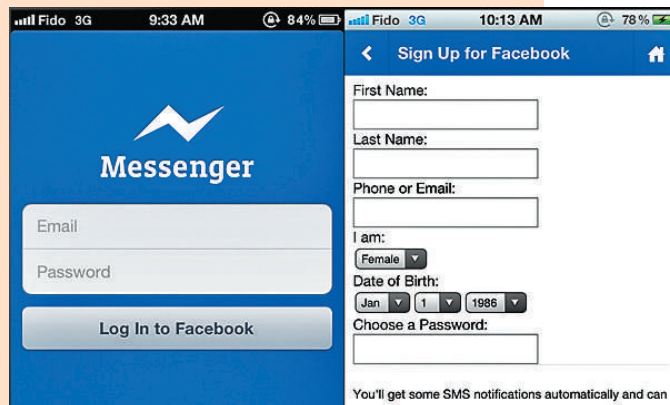 Fido 3G 9:33 AM 84%
Messenger
Email
Password
Log In to Facebook
Fido 3G 10:13 AM 78%
Sign Up for Facebook
First Name:
Last Name:
Phone or Email:
I am:
Female
Date of Birth:
Jan 1 1986
Choose a Password:
You'll get some SMS notifications automatically and can